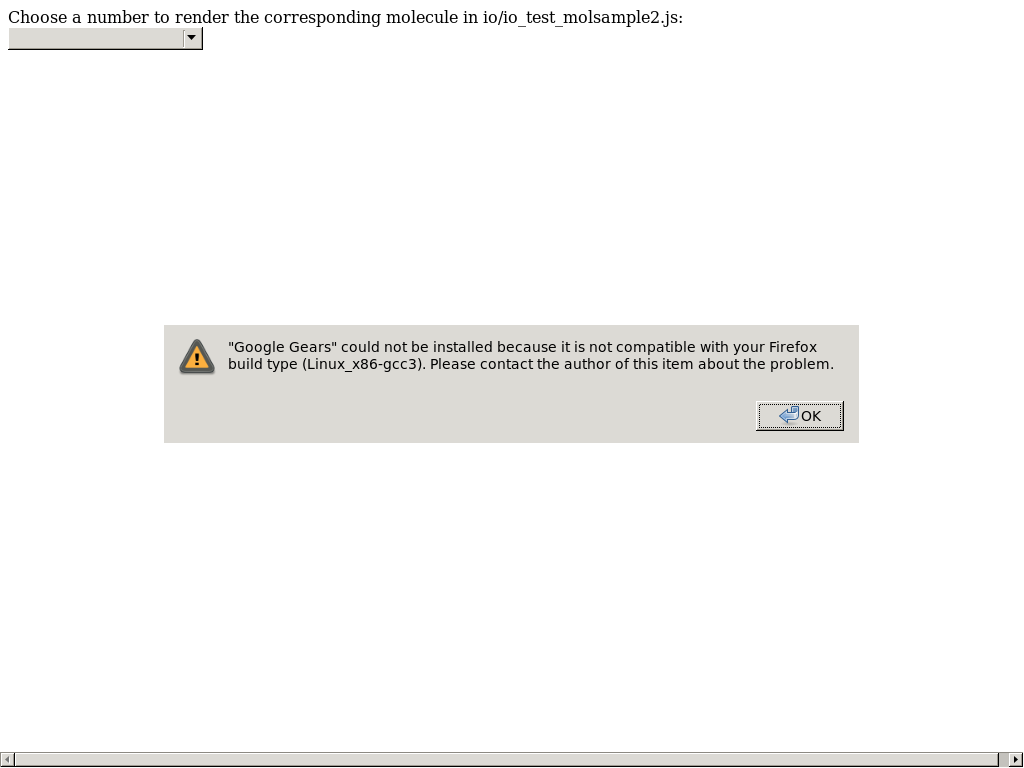 Choose a number to render the corresponding molecule in io/io_test_molsample2.js:
"Google Gears" could not be installed because it is not compatible with your Firefox
build type (Linux_x86-gcc3). Please contact the author of this item about the problem.
OK